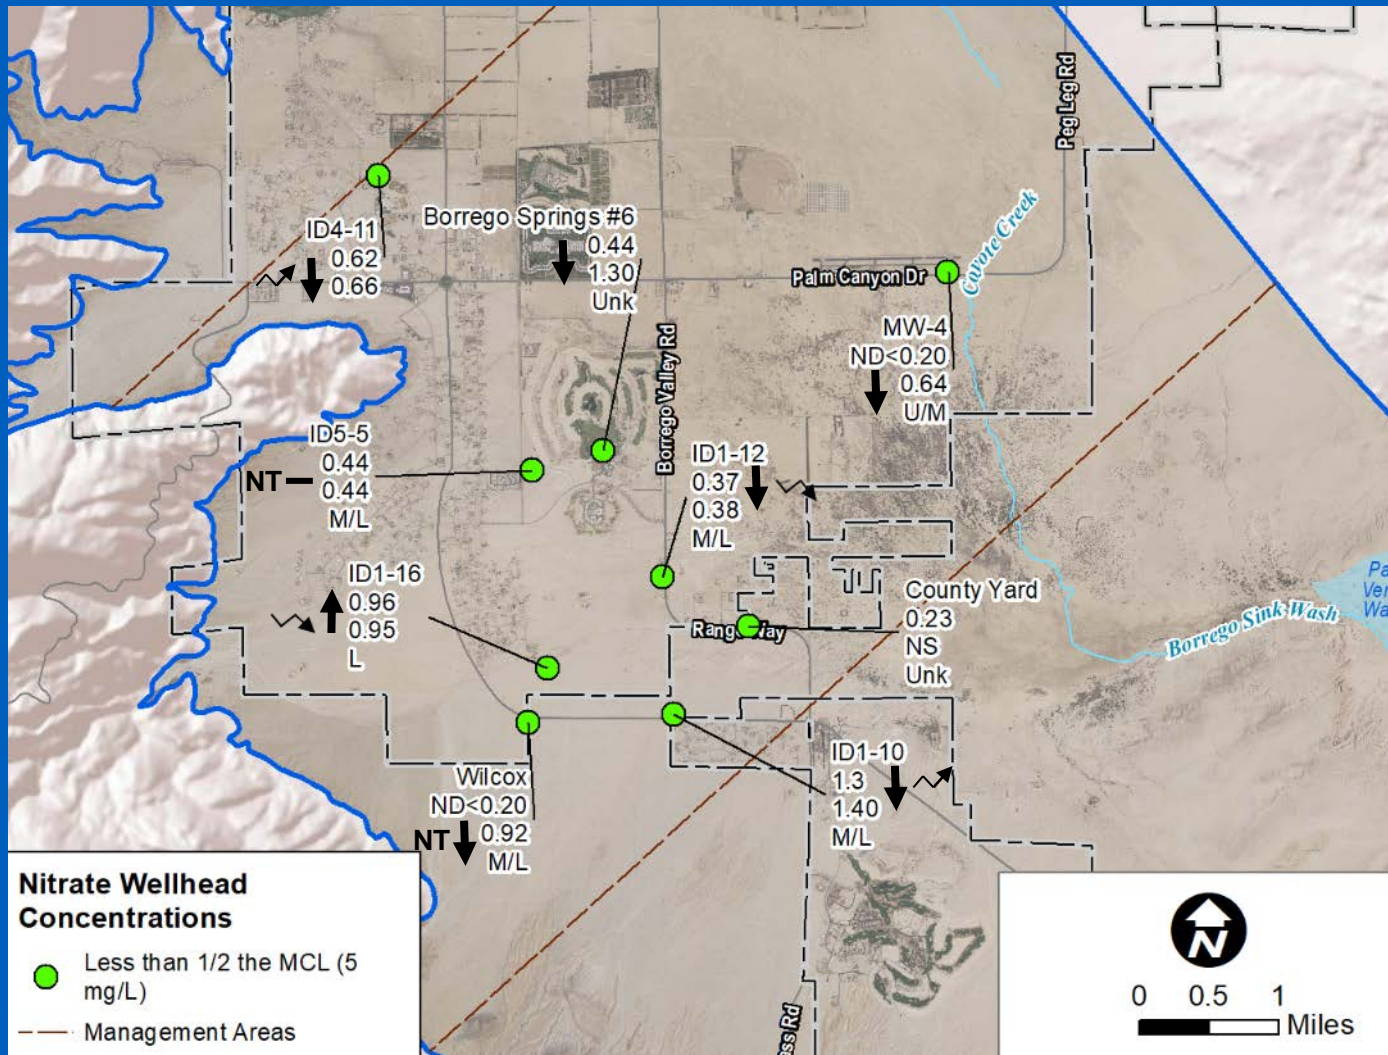 Peg Leg Rd
Coyote Creek
Borrego Springs #6
0.44
1.30
Unk
ID4-11
0.62
0.66
Palm Canyon Dr
MW-4
ND<0.20
0.64
U/M
Borrego Valley Rd
ID5-5
0.44
NT
0.44
M/L
ID1-12
0.37
0.38
M/L
ID1-16
0.96
0.95
L
County Yard
0.23
NS
Unk
Way
Borrego Sink Wash
ID1-10
1.3
1.40
M/L
Wilcox
ND<0.20
NT
0.92
M/L
Nitrate Wellhead
Concentrations
Less than 1/2 the MCL (5
mg/L)
Management Areas
N
0 0.5 1
Miles